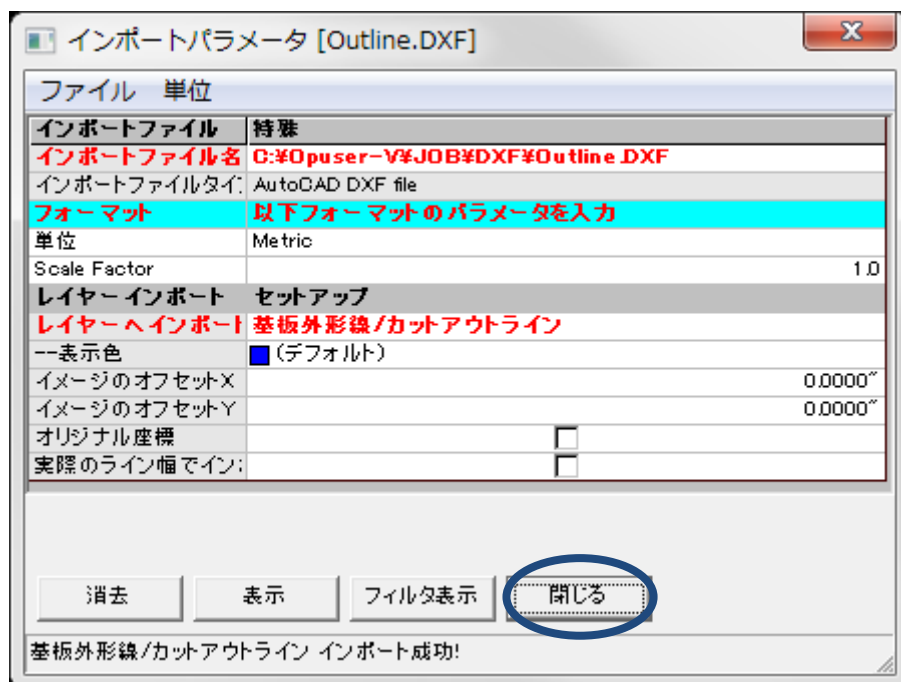 インポートパラメータ [Outline.DXF]
ファイル 単位
インポートファイル 特殊
インポートファイル名 C:¥Opuser-V¥JOB¥DXF¥Outline.DXF
インポートファイルタイ AutoCAD DXF file
フォーマット 以下フォーマットのパラメータを入力
単位 Metric
Scale Factor 1.0
レイヤーインポート セットアップ
レイヤーへインポート 基板外形線/カットアウトライン
--表示色 (デフォルト)
イメージのオフセットX 0.0000"
イメージのオフセットY 0.0000"
オリジナル座標
実際のライン幅でイン
消去 表示 フィルタ表示 閉じる
基板外形線/カットアウトライン インポート成功!